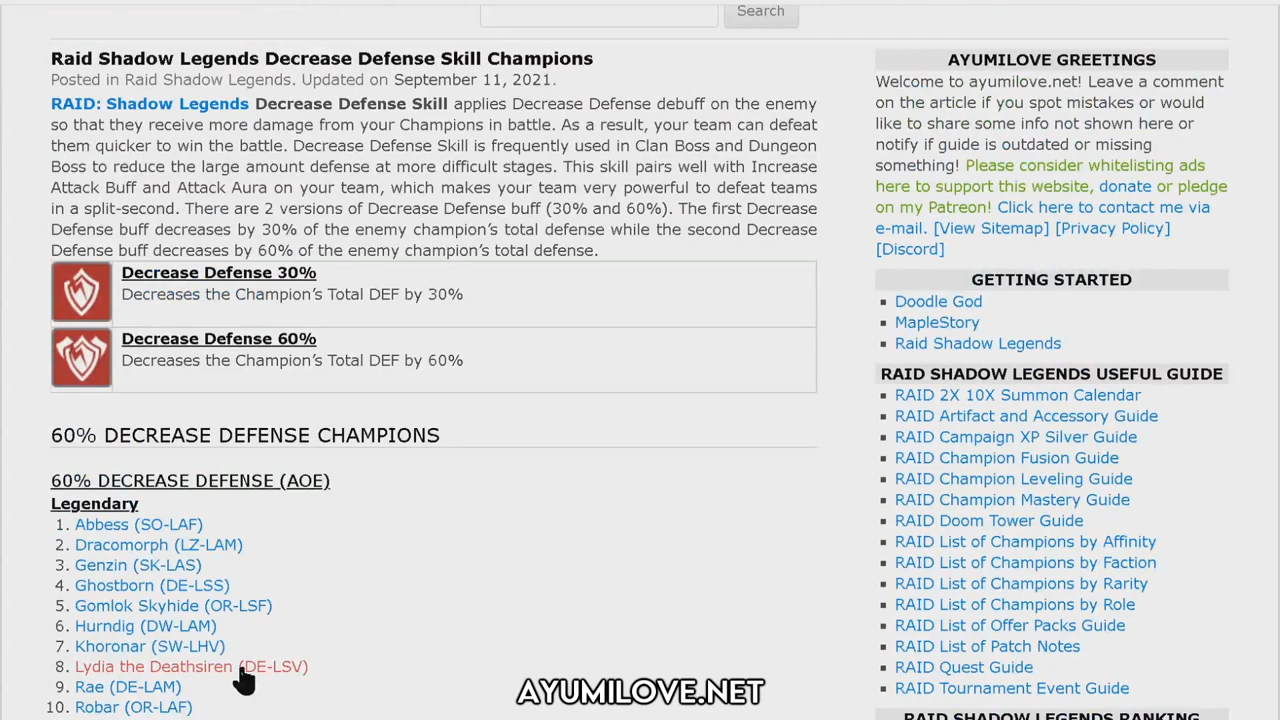 Search
Raid Shadow Legends Decrease Defense Skill Champions
Posted in Raid Shadow Legends. Updated on September 11, 2021.
RAID: Shadow Legends Decrease Defense Skill applies Decrease Defense debuff on the enemy
so that they receive more damage from your Champions in battle. As a result, your team can defeat
them quicker to win the battle. Decrease Defense Skill is frequently used in Clan Boss and Dungeon
Boss to reduce the large amount defense at more difficult stages. This skill pairs well with Increase
Attack Buff and Attack Aura on your team, which makes your team very powerful to defeat teams
in a split-second. There are 2 versions of Decrease Defense buff (30% and 60%). The first Decrease
Defense buff decreases by 30% of the enemy champion’s total defense while the second Decrease
Defense buff decreases by 60% of the enemy champion’s total defense.
Decrease Defense 30%
Decreases the Champion’s Total DEF by 30%
Decrease Defense 60%
Decreases the Champion’s Total DEF by 60%
60% DECREASE DEFENSE CHAMPIONS
60% DECREASE DEFENSE (AOE)
Legendary
1. Abbess (SO-LAF)
2. Dracomorph (LZ-LAM)
3. Genzin (SK-LAS)
4. Ghostborn (DE-LSS)
5. Gomlok Skyhide (OR-LSF)
6. Hurndig (DW-LAM)
7. Khoronar (SW-LHV)
8. Lydia the Deathsiren (DE-LSV)
9. Rae (DE-LAM)
10. Robar (OR-LAF)
AYUMILOVE GREETINGS
Welcome to ayumilove.net! Leave a comment
on the article if you spot mistakes or would
like to share some info not shown here or
notify if guide is outdated or missing
something! Please consider whitelisting ads
here to support this website, donate or pledge
on my Patreon! Click here to contact me via
e-mail. [View Sitemap] [Privacy Policy]
[Discord]
GETTING STARTED
Doodle God
MapleStory
Raid Shadow Legends
RAID SHADOW LEGENDS USEFUL GUIDE
RAID 2X 10X Summon Calendar
RAID Artifact and Accessory Guide
RAID Campaign XP Silver Guide
RAID Champion Fusion Guide
RAID Champion Leveling Guide
RAID Champion Mastery Guide
RAID Doom Tower Guide
RAID List of Champions by Affinity
RAID List of Champions by Faction
RAID List of Champions by Rarity
RAID List of Champions by Role
RAID List of Offer Packs Guide
RAID List of Patch Notes
RAID Quest Guide
RAID Tournament Event Guide
RAID SHADOW LEGENDS RANKING
AYUMILOVE.NET